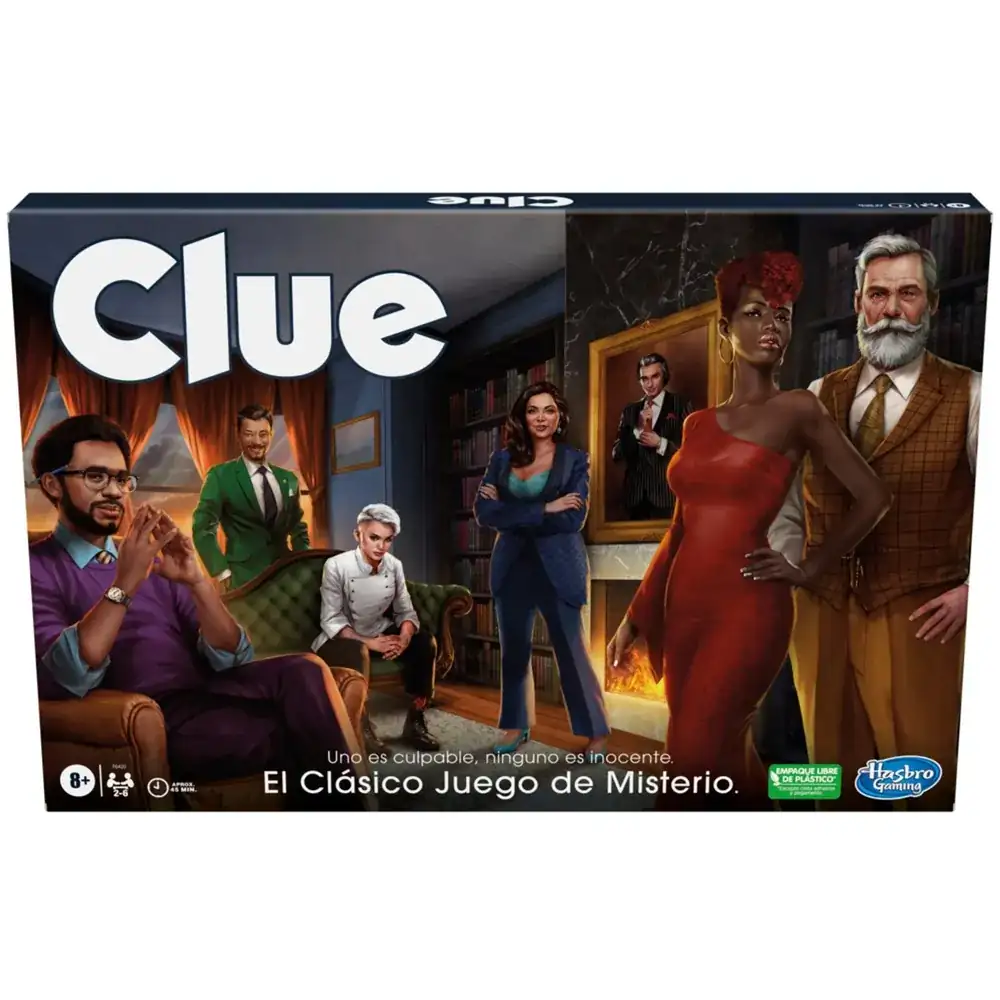 Clue
Clue
Uno es culpable, ninguno es inocente.
El Clásico Juego de Misterio.
8+
76420
2-6
APROX.
45 MIN.
EMPAQUE LIBRE
DE PLÁSTICO*
Hasbro
Gaming